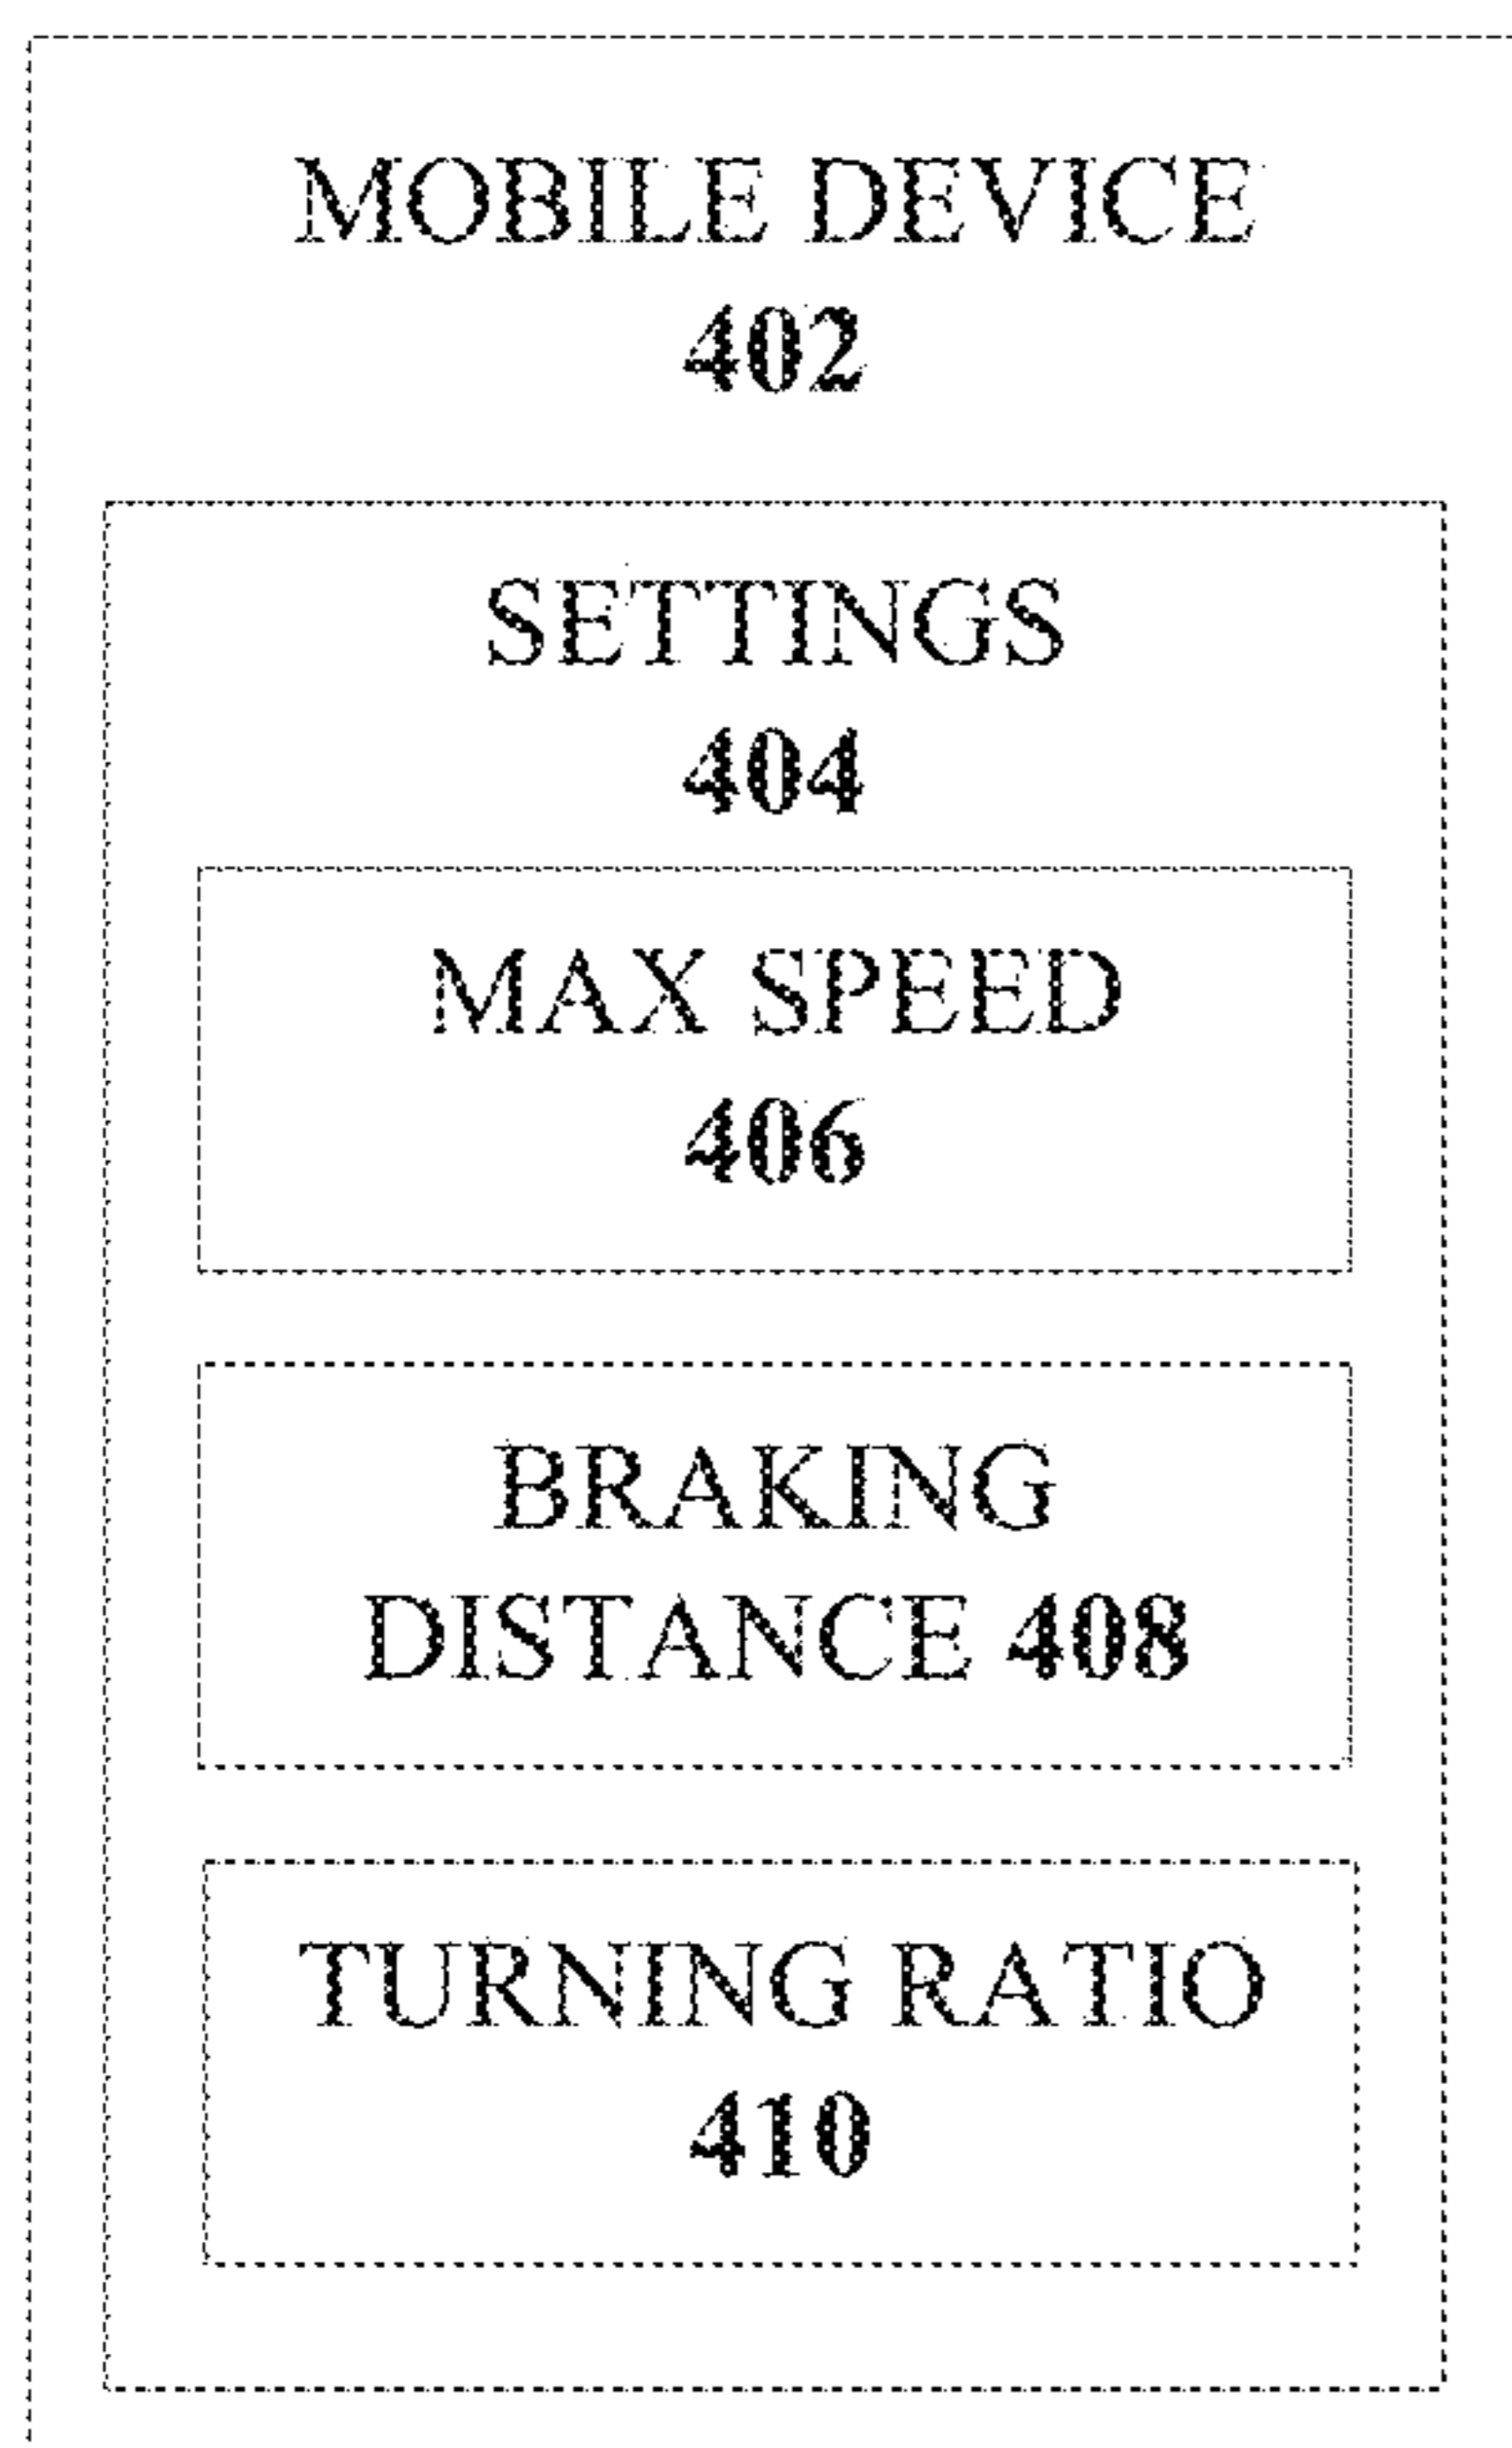 MOBILE DEVICE
402
SETTINGS
404
MAX SPEED
406
BRAKING
DISTANCE 408
TURNING RATIO
410